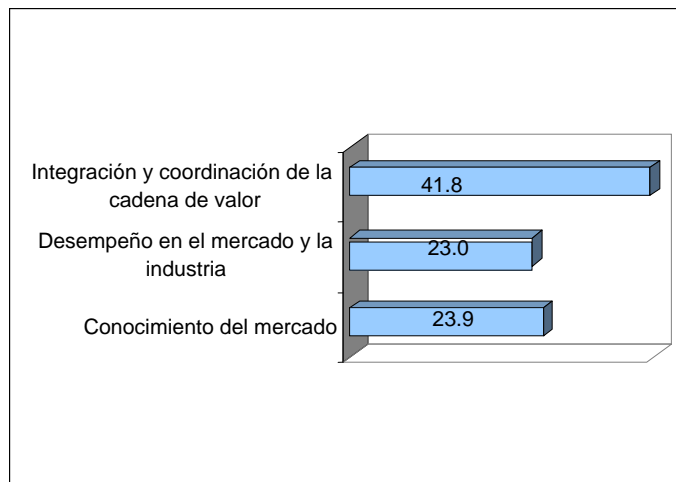 Integración y coordinación de la
cadena de valor
41.8
Desempeño en el mercado y la
industria
23.0
Conocimiento del mercado
23.9